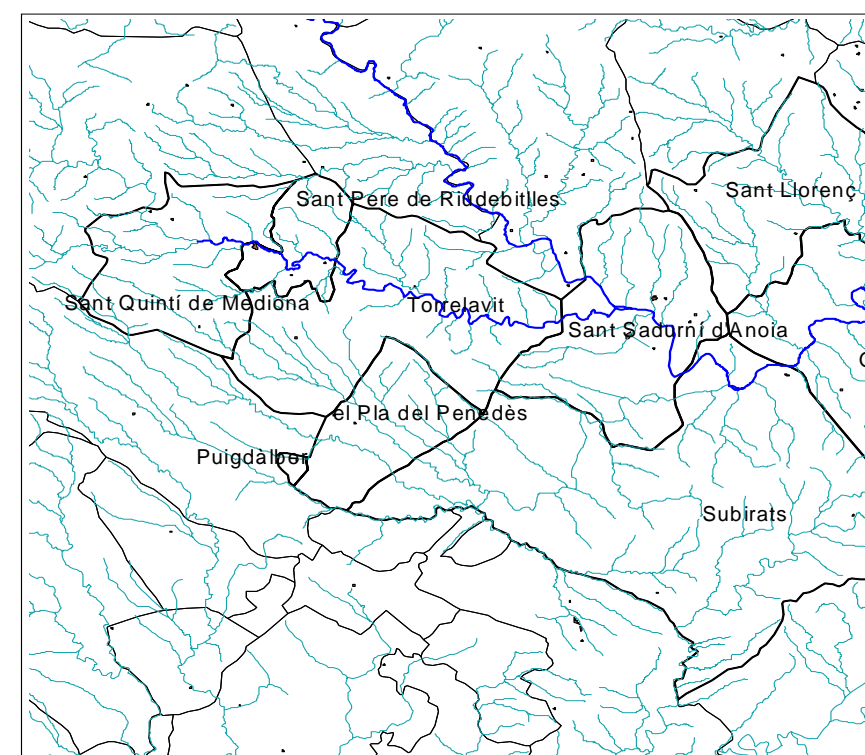 Sant Llorenç
Sant Pere de Riudebitlles
Sant Quintí de Mediona
Torrelavit
Sant Sadurní d'Anoia
el Pla del Penedès
Puigdàlber
Subirats